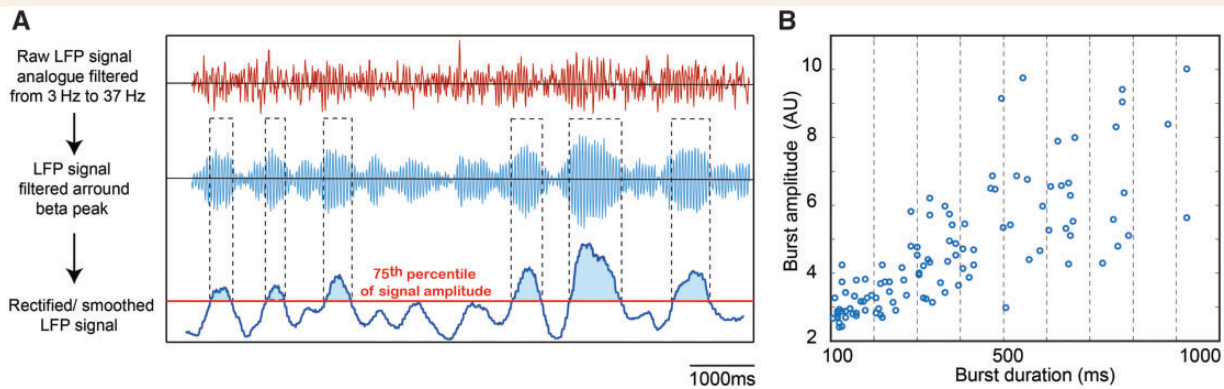 A
Raw LFP signal
analogue filtered
from 3 Hz to 37 Hz
LFP signal
filtered arround
beta peak
Rectified/ smoothed
LFP signal
75th percentile
of signal amplitude
1000ms
B
Burst amplitude (AU)
10
8
6
4
2
100
500
1000
Burst duration (ms)